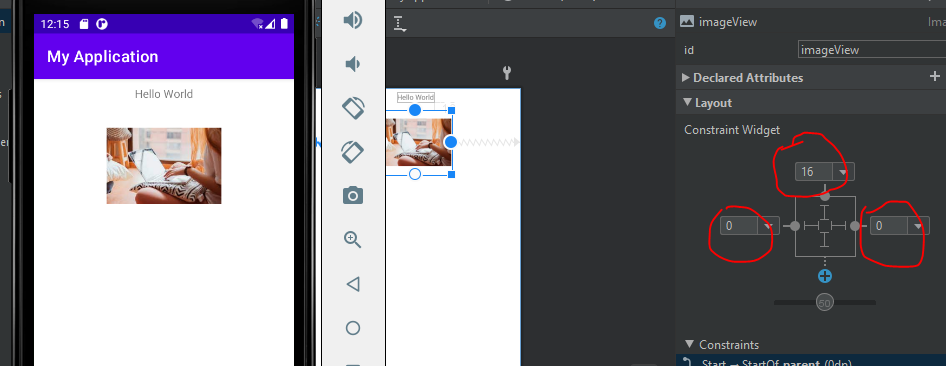 12:15
My Application
Hello World
Hello World
?
imageView
id
imageView
Declared Attributes
Layout
Constraint Widget
16
0
0
50
Constraints
Start → StartOf parent (0dp)